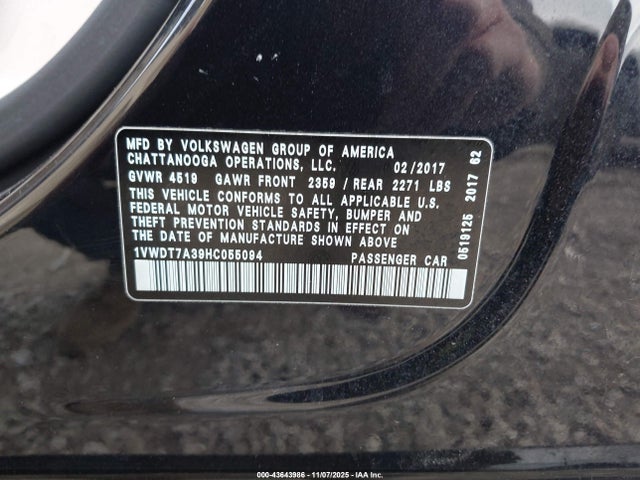 MFD BY VOLKSWAGEN GROUP OF AMERICA
CHATTANOOGA OPERATIONS, LLC. 02/2017
GVWR 4519 GAWR FRONT 2359 / REAR 2271 LBS
THIS VEHICLE CONFORMS TO ALL APPLICABLE U.S.
FEDERAL MOTOR VEHICLE SAFETY, BUMPER AND
THEFT PREVENTION STANDARDS IN EFFECT ON
THE DATE OF MANUFACTURE SHOWN ABOVE
1VWDT7A39HC055094 PASSENGER CAR
0519125 2017 02
000-43643986 - 11/07/2025 - IAA Inc.